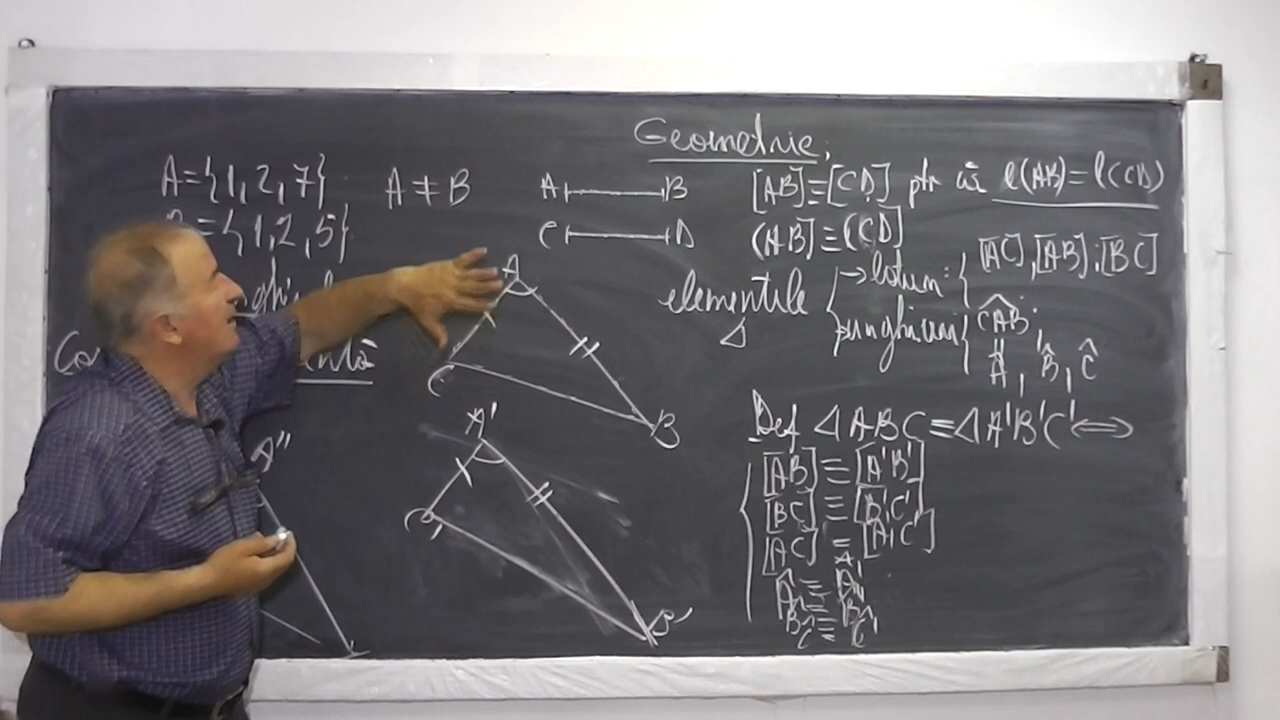 Geometrie
A={1,2,7} A ≠ B
={1,2,5}
A B
C D
[AB]≡[CD] ptr că l(AB)=l(CD)
(AB]≡(CD]
elementele Δ
→ laturi: {[AC],[AB];[BC]
unghiuri {CAB;
Â, B̂, Ĉ
A
C
B
A'
C'
B'
A"
Def ΔABC≡ΔA'B'C'⟺
[AB]≡[A'B']
[BC]≡[B'C']
[AC]≡[A'C']
Â≡Â'
B̂≡B̂'
Ĉ≡Ĉ'